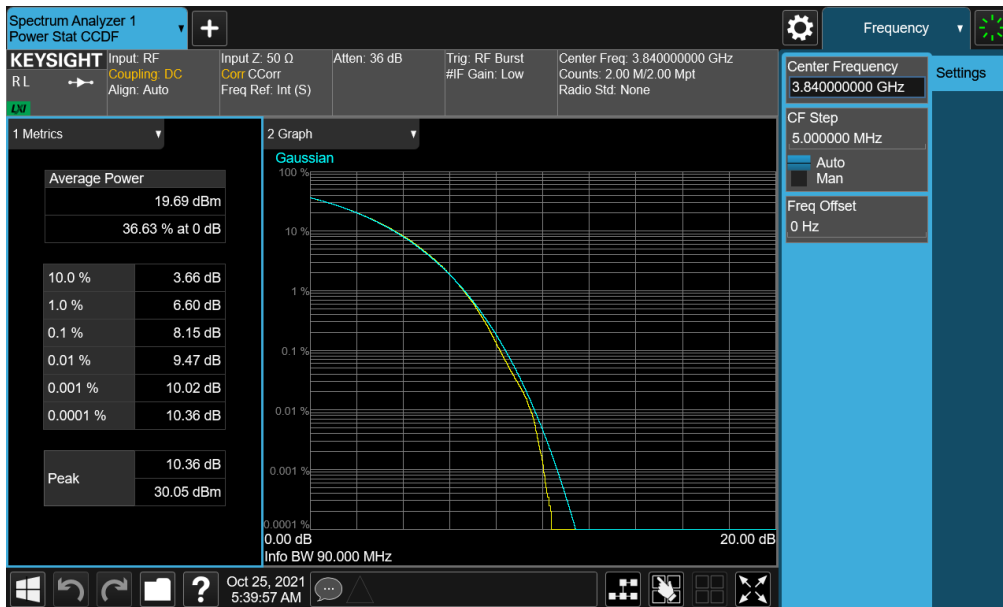 Spectrum Analyzer 1
Power Stat CCDF
Frequency
KEYSIGHT
R L
LXI
Input: RF
Coupling: DC
Align: Auto
Input Z: 50 Ω
Corr CCorr
Freq Ref: Int (S)
Atten: 36 dB
Trig: RF Burst
#IF Gain: Low
Center Freq: 3.840000000 GHz
Counts: 2.00 M/2.00 Mpt
Radio Std: None
Center Frequency
3.840000000 GHz
Settings
CF Step
5.000000 MHz
Auto
Man
Freq Offset
0 Hz
1 Metrics
Average Power
19.69 dBm
36.63 % at 0 dB
10.0 % 3.66 dB
1.0 % 6.60 dB
0.1 % 8.15 dB
0.01 % 9.47 dB
0.001 % 10.02 dB
0.0001 % 10.36 dB
Peak
10.36 dB
30.05 dBm
2 Graph
Gaussian
100 %
10 %
1 %
0.1 %
0.01 %
0.001 %
0.0001 %
0.00 dB 20.00 dB
Info BW 90.000 MHz
?
Oct 25, 2021
5:39:57 AM